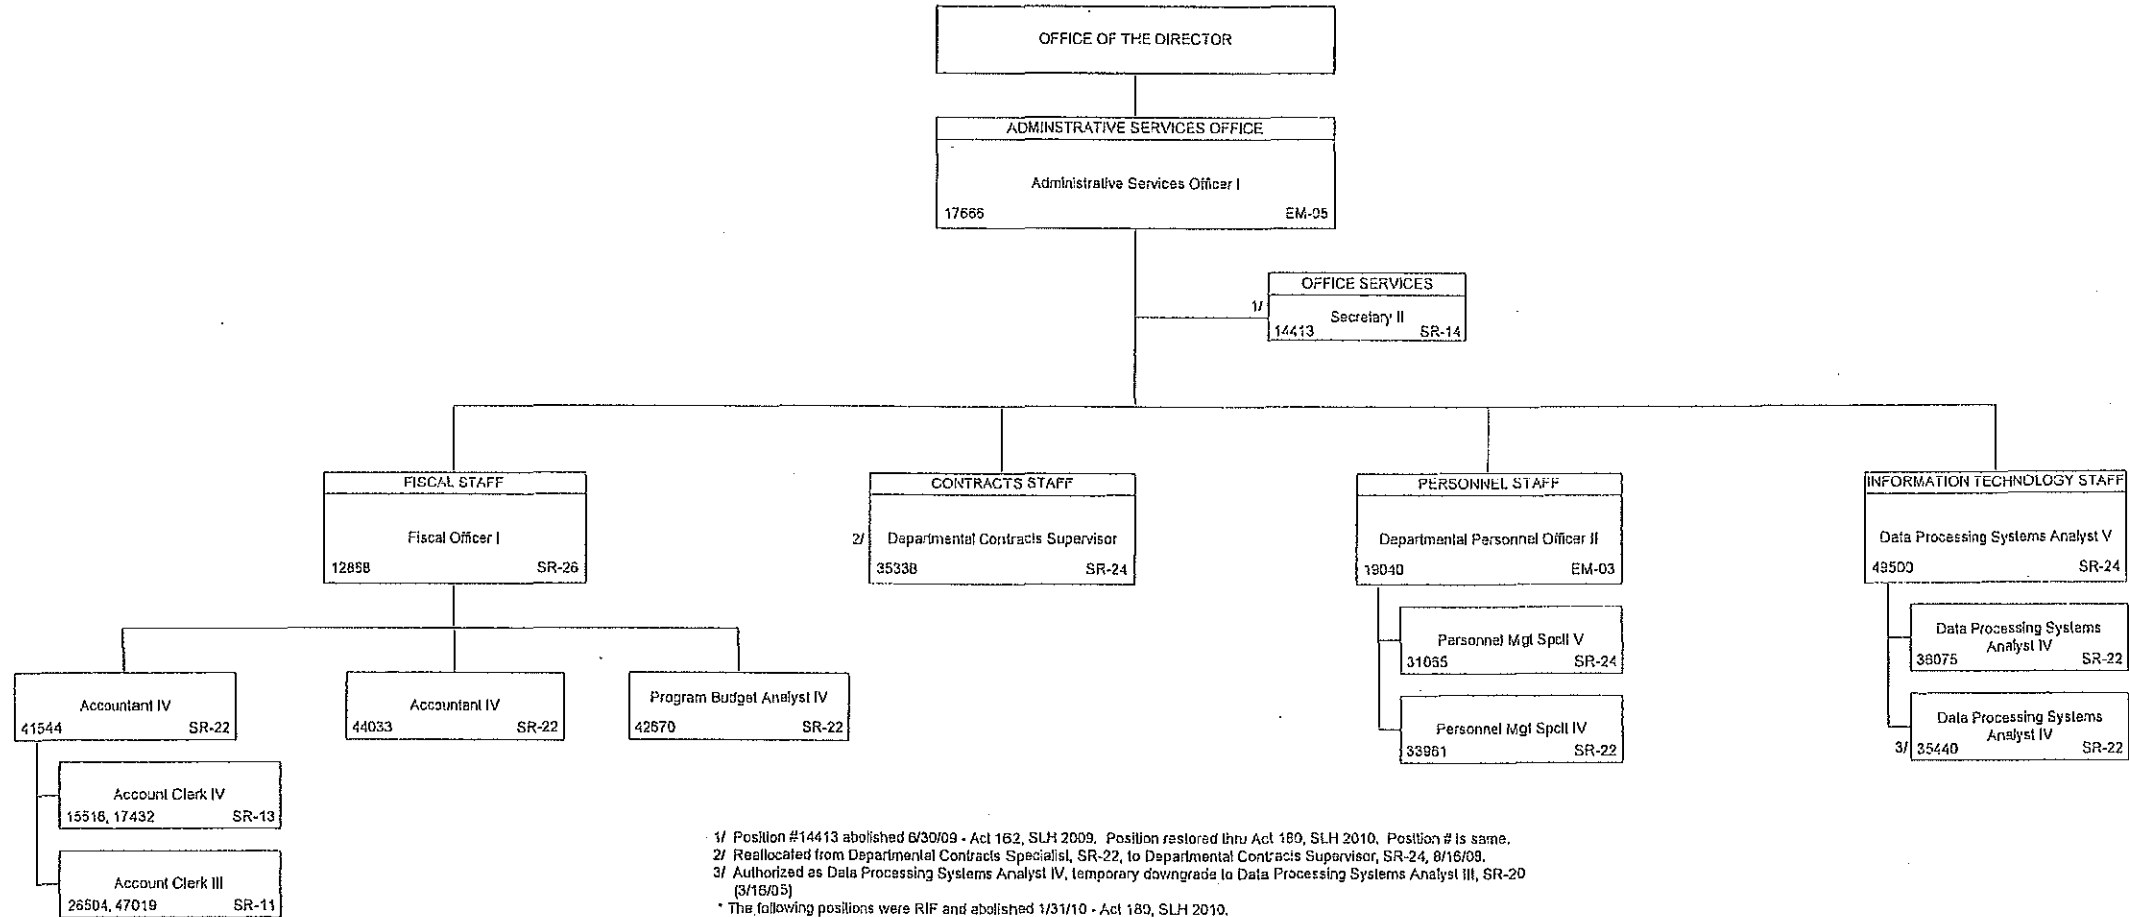 OFFICE OF THE DIRECTOR
ADMINSTRATIVE SERVICES OFFICE
Administrative Services Officer I
17666 EM-05
OFFICE SERVICES
1/
Secretary II
14413 SR-14
FISCAL STAFF
Fiscal Officer I
12868 SR-26
CONTRACTS STAFF
2/ Departmental Contracts Supervisor
35338 SR-24
PERSONNEL STAFF
Departmental Personnel Officer II
19040 EM-03
INFORMATION TECHNOLOGY STAFF
Data Processing Systems Analyst V
49500 SR-24
Accountant IV
41544 SR-22
Account Clerk IV
15516, 17432 SR-13
Account Clerk III
26504, 47019 SR-11
Accountant IV
44033 SR-22
Program Budget Analyst IV
42670 SR-22
Personnel Mgt Spclt V
31065 SR-24
Personnel Mgt Spclt IV
33961 SR-22
Data Processing Systems
Analyst IV
36075 SR-22
Data Processing Systems
Analyst IV
3/ 35440 SR-22
1/ Position #14413 abolished 6/30/09 - Act 162, SLH 2009. Position restored thru Act 180, SLH 2010. Position # is same.
2/ Reallocated from Departmental Contracts Specialist, SR-22, to Departmental Contracts Supervisor, SR-24, 8/16/09.
3/ Authorized as Data Processing Systems Analyst IV, temporary downgrade to Data Processing Systems Analyst III, SR-20
(3/16/05)
* The following positions were RIF and abolished 1/31/10 - Act 180, SLH 2010.